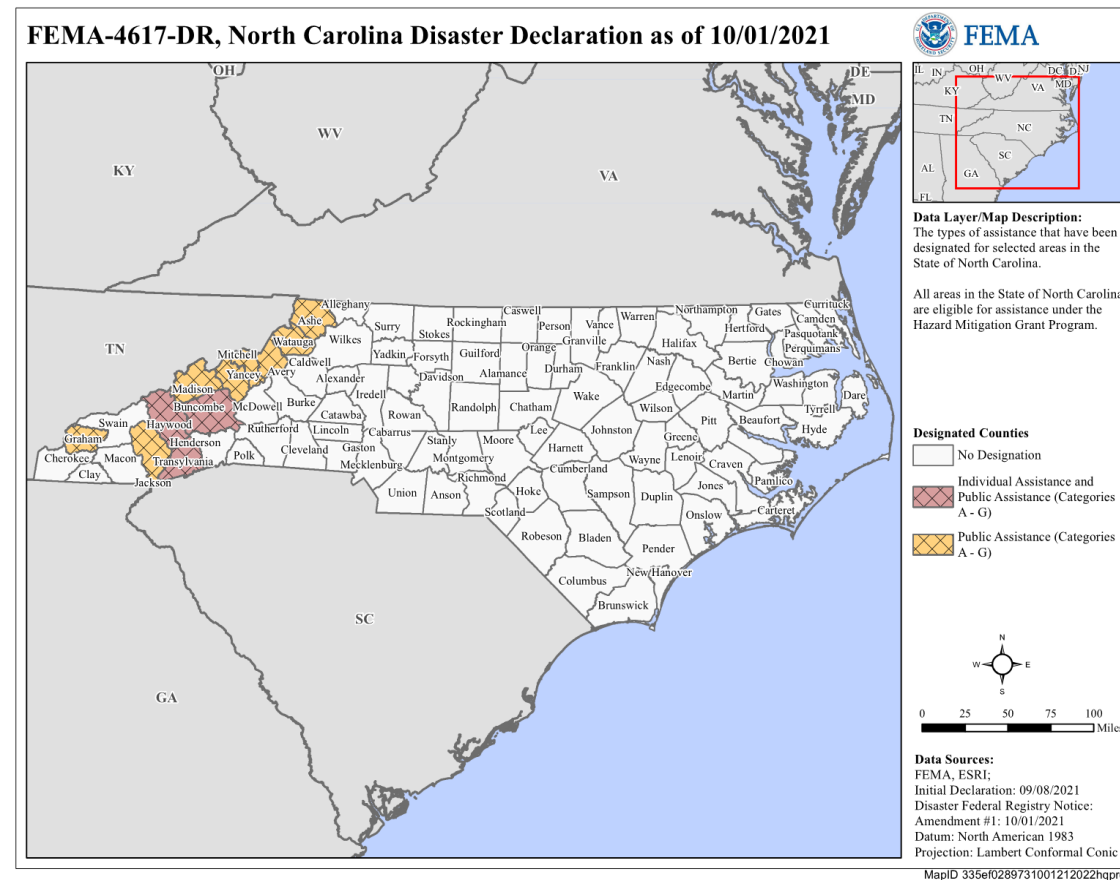 FEMA-4617-DR, North Carolina Disaster Declaration as of 10/01/2021
FEMA
OH
DE
MD
WV
KY
VA
TN
SC
GA
Alleghany
Ashe
Watauga
Wilkes
Surry
Stokes
Rockingham
Caswell
Person
Vance
Granville
Warren
Northampton
Gates
Currituck
Camden
Pasquotank
Perquimans
Hertford
Halifax
Bertie
Chowan
Mitchell
Yancey
Avery
Caldwell
Yadkin
Forsyth
Guilford
Alamance
Orange
Durham
Franklin
Nash
Edgecombe
Martin
Washington
Tyrrell
Dare
Madison
Alexander
Iredell
Davidson
Buncombe
McDowell
Burke
Catawba
Rowan
Randolph
Chatham
Wake
Wilson
Pitt
Beaufort
Hyde
Swain
Haywood
Rutherford
Lincoln
Cabarrus
Graham
Henderson
Cherokee
Macon
Transylvania
Polk
Cleveland
Gaston
Mecklenburg
Stanly
Montgomery
Moore
Lee
Harnett
Johnston
Greene
Wayne
Lenoir
Craven
Pamlico
Clay
Jackson
Union
Anson
Richmond
Hoke
Scotland
Cumberland
Sampson
Duplin
Jones
Onslow
Carteret
Robeson
Bladen
Pender
New Hanover
Columbus
Brunswick
IL
IN
OH
WV
DC
NJ
MD
KY
VA
TN
NC
SC
AL
GA
FL
Data Layer/Map Description:
The types of assistance that have been
designated for selected areas in the
State of North Carolina.
All areas in the State of North Carolina
are eligible for assistance under the
Hazard Mitigation Grant Program.
Designated Counties
No Designation
Individual Assistance and
Public Assistance (Categories
A - G)
Public Assistance (Categories
A - G)
N
W
E
S
0 25 50 75 100
Miles
Data Sources:
FEMA, ESRI;
Initial Declaration: 09/08/2021
Disaster Federal Registry Notice:
Amendment #1: 10/01/2021
Datum: North American 1983
Projection: Lambert Conformal Conic